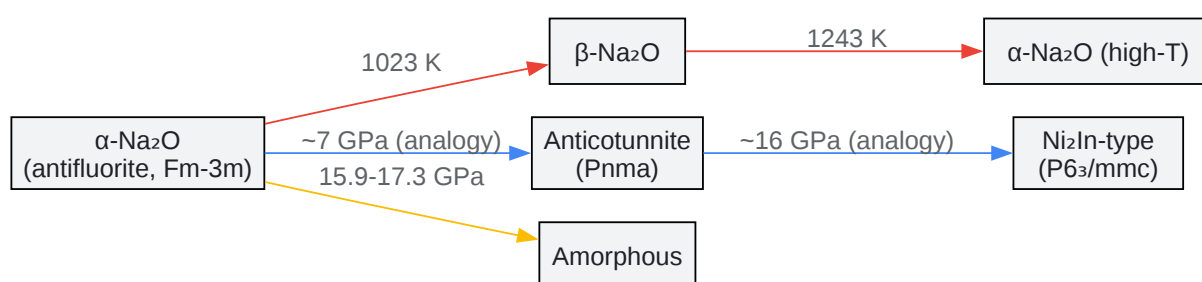 β-Na₂O
1243 K
α-Na₂O (high-T)
1023 K
α-Na₂O
(antifluorite, Fm-3m)
~7 GPa (analogy)
Anticotunnite
(Pnma)
~16 GPa (analogy)
Ni₂In-type
(P6₃/mmc)
15.9-17.3 GPa
Amorphous